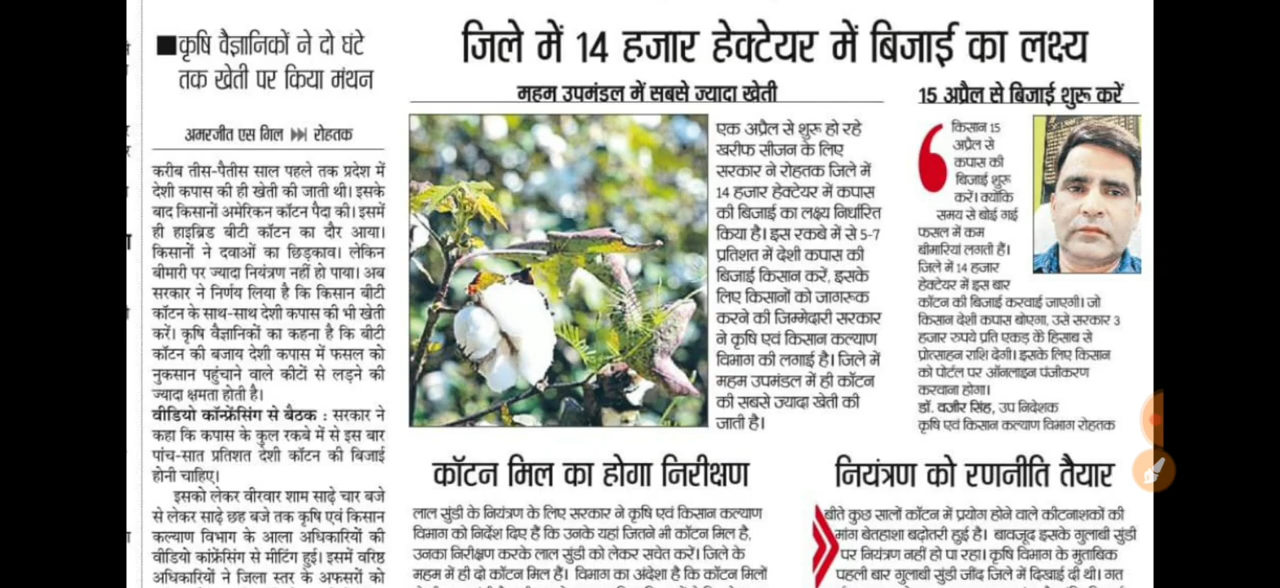 ■कृषि वैज्ञानिकों ने दो घंटे
तक खेती पर किया मंथन
अमरजीत एस गिल ▶▶| रोहतक
करीब तीस-पैतीस साल पहले तक प्रदेश में
देशी कपास की ही खेती की जाती थी। इसके
बाद किसानों अमेरिकन कॉटन पैदा की। इसमें
ही हाइब्रिड बीटी कॉटन का दौर आया।
किसानों ने दवाओं का छिड़काव। लेकिन
बीमारी पर ज्यादा नियंत्रण नहीं हो पाया। अब
सरकार ने निर्णय लिया है कि किसान बीटी
कॉटन के साथ-साथ देशी कपास की भी खेती
करें। कृषि वैज्ञानिकों का कहना है कि बीटी
कॉटन की बजाय देशी कपास में फसल को
नुकसान पहुंचाने वाले कीटों से लड़ने की
ज्यादा क्षमता होती है।
वीडियो कॉन्फ्रेंसिंग से बैठक : सरकार ने
कहा कि कपास के कुल रकबे में से इस बार
पांच-सात प्रतिशत देशी कॉटन की बिजाई
होनी चाहिए।
इसको लेकर वीरवार शाम साढ़े चार बजे
से लेकर साढ़े छह बजे तक कृषि एवं किसान
कल्याण विभाग के आला अधिकारियों की
वीडियो कांफ्रेंसिंग से मीटिंग हुई। इसमें वरिष्ठ
अधिकारियों ने जिला स्तर के अफसरों को
जिले में 14 हजार हेक्टेयर में बिजाई का लक्ष्य
महम उपमंडल में सबसे ज्यादा खेती
एक अप्रैल से शुरू हो रहे
खरीफ सीजन के लिए
सरकार ने रोहतक जिले में
14 हजार हेक्टेयर में कपास
की बिजाई का लक्ष्य निर्धारित
किया है। इस रकबे में से 5-7
प्रतिशत में देशी कपास की
बिजाई किसान करें, इसके
लिए किसानों को जागरूक
करने की जिम्मेदारी सरकार
ने कृषि एवं किसान कल्याण
विभाग की लगाई है। जिले में
महम उपमंडल में ही कॉटन
की सबसे ज्यादा खेती की
जाती है।
15 अप्रैल से बिजाई शुरू करें
किसान 15
अप्रैल से
कपास की
बिजाई शुरू
करें। क्योंकि
समय से बोई गई
फसल में कम
बीमारियां लगती हैं।
जिले में 14 हजार
हेक्टेयर में इस बार
कॉटन की बिजाई करवाई जाएगी। जो
किसान देशी कपास बोएगा, उसे सरकार 3
हजार रुपये प्रति एकड़ के हिसाब से
प्रोत्साहन राशि देगी। इसके लिए किसान
को पोर्टल पर ऑनलाइन पंजीकरण
करवाना होगा।
डॉ. वजीर सिंह, उप निदेशक
कृषि एवं किसान कल्याण विभाग रोहतक
कॉटन मिल का होगा निरीक्षण
लाल सुंडी के नियंत्रण के लिए सरकार ने कृषि एवं किसान कल्याण
विभाग को निर्देश दिए हैं कि उनके यहां जितने भी कॉटन मिल है,
उनका निरीक्षण करके लाल सुंडी को लेकर सचेत करें। जिले के
महम में ही दो कॉटन मिल हैं। विभाग का अंदेशा है कि कॉटन मिलों
नियंत्रण को रणनीति तैयार
बीते कुछ सालों कॉटन में प्रयोग होने वाले कीटनाशकों की
मांग बेतहाशा बढ़ोतरी हुई है। बावजूद इसके गुलाबी सुंडी
पर नियंत्रण नहीं हो पा रहा। कृषि विभाग के मुताबिक
पहली बार गुलाबी सुंडी जींद जिले में दिखाई दी थी। गत